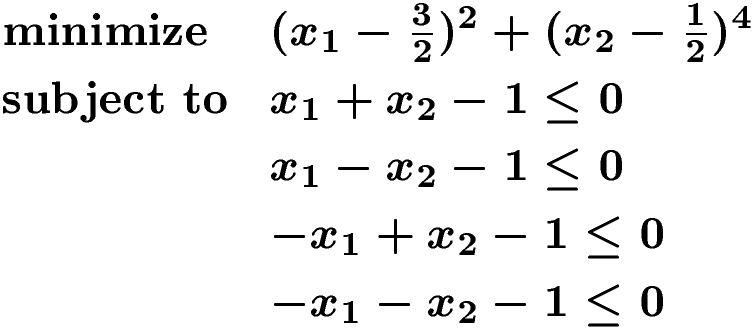 minimize (x₁ − 3/2)² + (x₂ − 1/2)⁴
subject to x₁ + x₂ − 1 ≤ 0
x₁ − x₂ − 1 ≤ 0
−x₁ + x₂ − 1 ≤ 0
−x₁ − x₂ − 1 ≤ 0